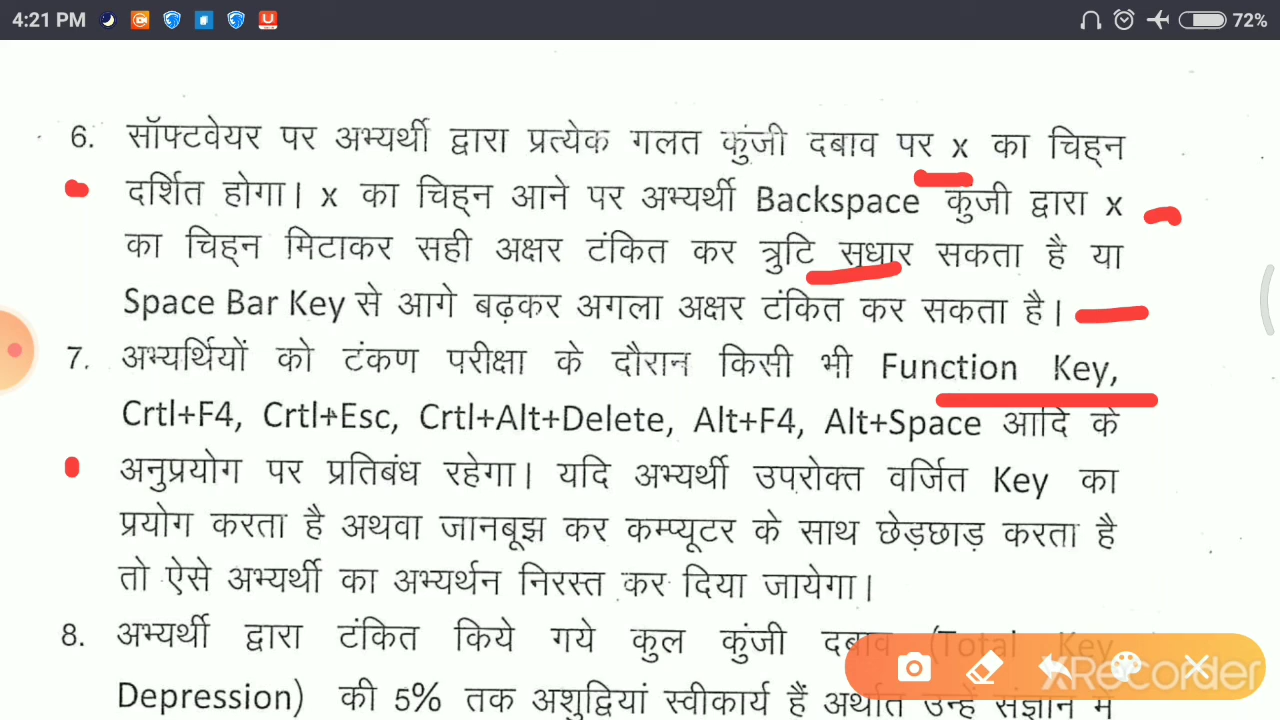 4:21 PM 72%
6. सॉफ्टवेयर पर अभ्यर्थी द्वारा प्रत्येक गलत कुंजी दबाव पर x का चिह्न
दर्शित होगा। x का चिह्न आने पर अभ्यर्थी Backspace कुंजी द्वारा x
का चिह्न मिटाकर सही अक्षर टंकित कर त्रुटि सुधार सकता है या
Space Bar Key से आगे बढ़कर अगला अक्षर टंकित कर सकता है।
7. अभ्यर्थियों को टंकण परीक्षा के दौरान किसी भी Function Key,
Crtl+F4, Crtl+Esc, Crtl+Alt+Delete, Alt+F4, Alt+Space आदि के
अनुप्रयोग पर प्रतिबंध रहेगा। यदि अभ्यर्थी उपरोक्त वर्जित Key का
प्रयोग करता है अथवा जानबूझ कर कम्प्यूटर के साथ छेड़छाड़ करता है
तो ऐसे अभ्यर्थी का अभ्यर्थन निरस्त कर दिया जायेगा।
8. अभ्यर्थी द्वारा टंकित किये गये कुल कुंजी दबाव (Total Key
Depression) की 5% तक अशुद्वियां स्वीकार्य हैं अर्थात उन्हें संज्ञान में
XRecorder